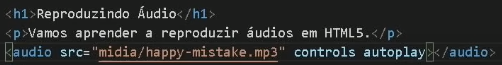 <h1>Reproduzindo Áudio</h1>
<p>Vamos aprender a reproduzir áudios em HTML5.</p>
<audio src="midia/happy-mistake.mp3" controls autoplay></audio>